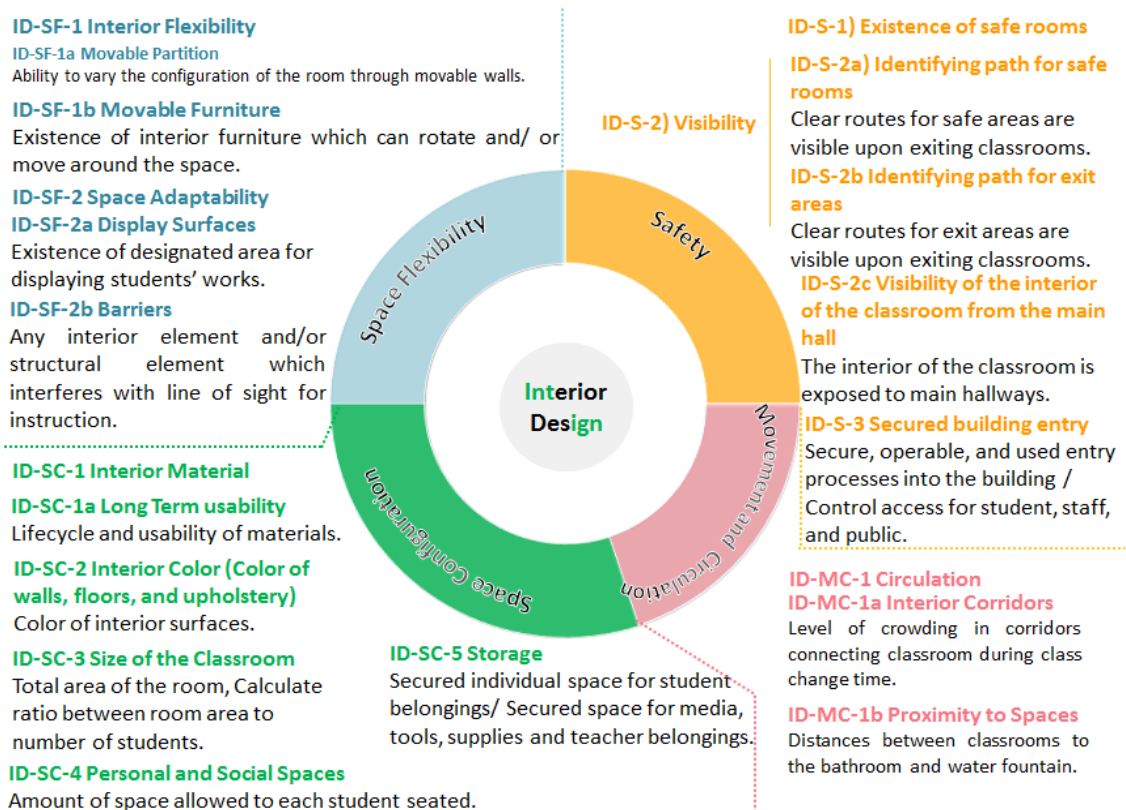 ID-SF-1 Interior Flexibility
ID-SF-1a Movable Partition
Ability to vary the configuration of the room through movable walls.
ID-SF-1b Movable Furniture
Existence of interior furniture which can rotate and/ or
move around the space.
ID-SF-2 Space Adaptability
ID-SF-2a Display Surfaces
Existence of designated area for
displaying students’ works.
ID-SF-2b Barriers
Any interior element and/or
structural element which
interferes with line of sight for
instruction.
ID-S-1) Existence of safe rooms
ID-S-2) Visibility
ID-S-2a) Identifying path for safe
rooms
Clear routes for safe areas are
visible upon exiting classrooms.
ID-S-2b Identifying path for exit
areas
Clear routes for exit areas are
visible upon exiting classrooms.
ID-S-2c Visibility of the interior
of the classroom from the main
hall
The interior of the classroom is
exposed to main hallways.
ID-S-3 Secured building entry
Secure, operable, and used entry
processes into the building /
Control access for student, staff,
and public.
Space Flexibility
Safety
Interior
Design
Space Configuration
Movement and Circulation
ID-SC-1 Interior Material
ID-SC-1a Long Term usability
Lifecycle and usability of materials.
ID-SC-2 Interior Color (Color of
walls, floors, and upholstery)
Color of interior surfaces.
ID-SC-3 Size of the Classroom
Total area of the room, Calculate
ratio between room area to
number of students.
ID-SC-4 Personal and Social Spaces
Amount of space allowed to each student seated.
ID-SC-5 Storage
Secured individual space for student
belongings/ Secured space for media,
tools, supplies and teacher belongings.
ID-MC-1 Circulation
ID-MC-1a Interior Corridors
Level of crowding in corridors
connecting classroom during class
change time.
ID-MC-1b Proximity to Spaces
Distances between classrooms to
the bathroom and water fountain.